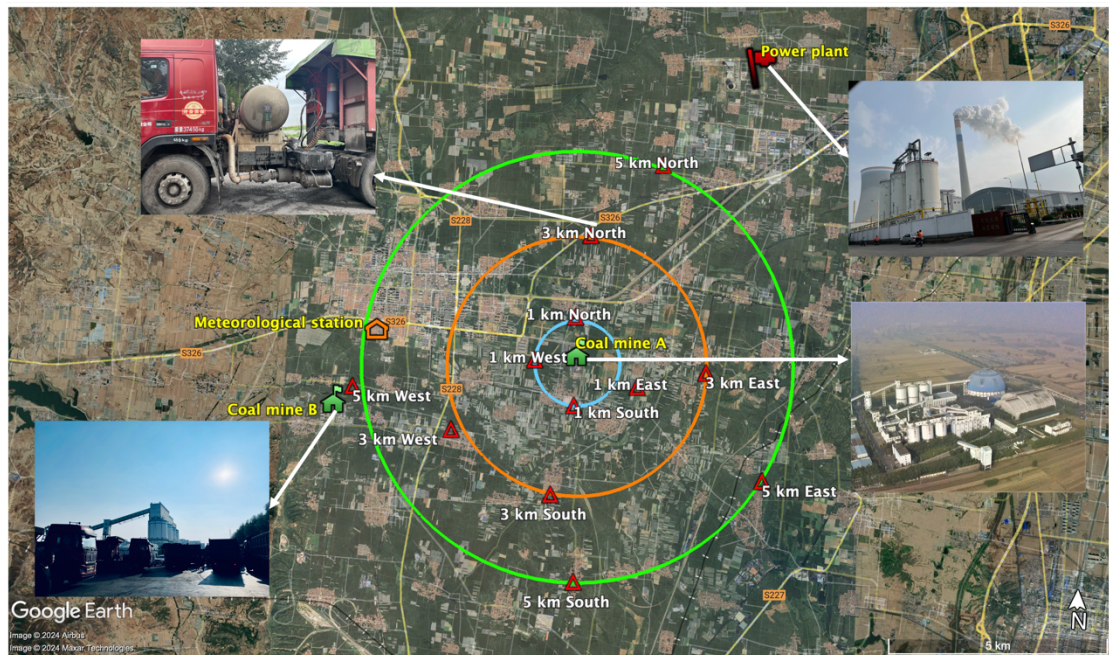 S326
Power plant
5 km North
S228
S326
3 km North
Meteorological station
S326
1 km North
S326
Coal mine A
1 km West
5 km West
S228
1 km East
3 km East
Coal mine B
1 km South
3 km West
5 km East
3 km South
5 km South
S227
Google Earth
N
Image © 2024 Airbus
Image © 2024 Maxar Technologies
5 km